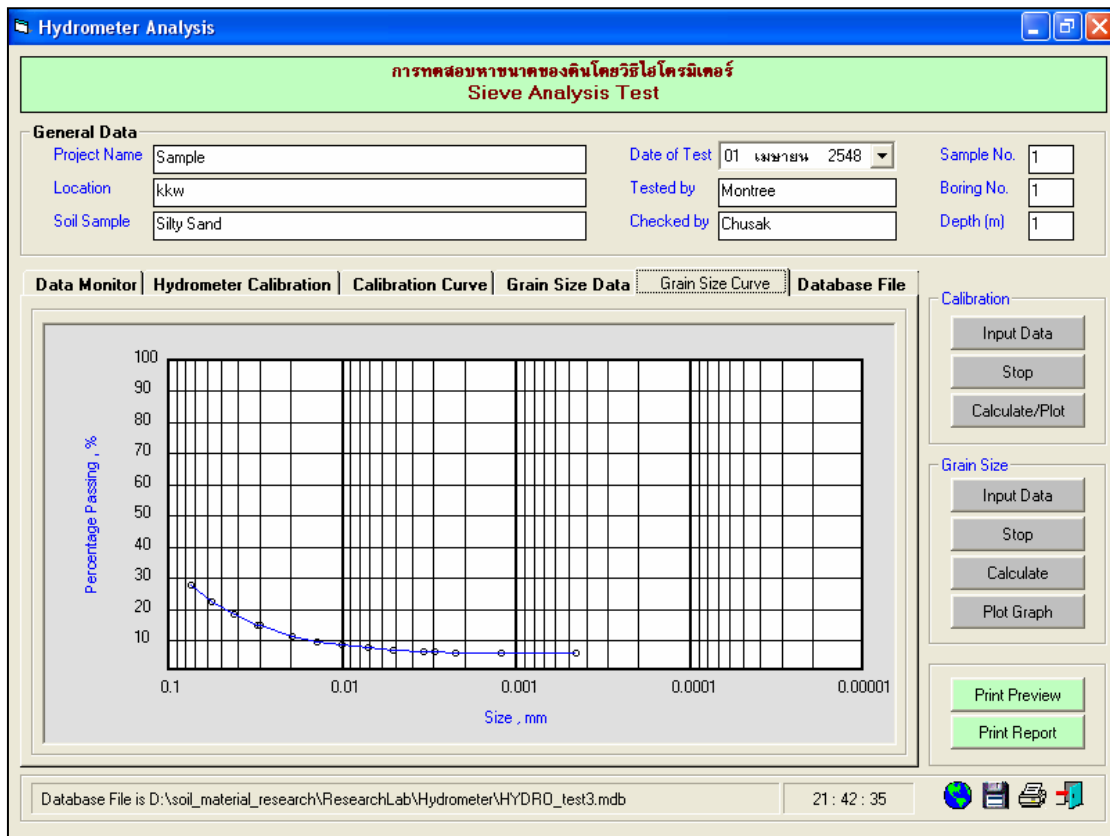 Hydrometer Analysis
การทดสอบหาขนาดของดินโดยวิธีไฮโดรมิเตอร์
Sieve Analysis Test
General Data
Project Name Sample
Date of Test 01 เมษายน 2548
Sample No. 1
Location kkw
Tested by Montree
Boring No. 1
Soil Sample Silty Sand
Checked by Chusak
Depth (m) 1
Data Monitor Hydrometer Calibration Calibration Curve Grain Size Data Grain Size Curve Database File
100
90
80
70
60
50
40
30
20
10
Percentage Passing , %
0.1 0.01 0.001 0.0001 0.00001
Size , mm
Calibration
Input Data
Stop
Calculate/Plot
Grain Size
Input Data
Stop
Calculate
Plot Graph
Print Preview
Print Report
Database File is D:\soil_material_research\ResearchLab\Hydrometer\HYDRO_test3.mdb
21 : 42 : 35